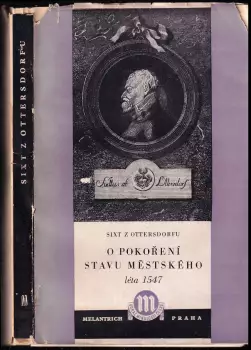 SIXT Z OTTERSDORFU
SIXT Z OTTERSDORFU
O POKOŘENÍ
STAVU MĚSTSKÉHO
léta 1547
m
MELANTRICH PRAHA